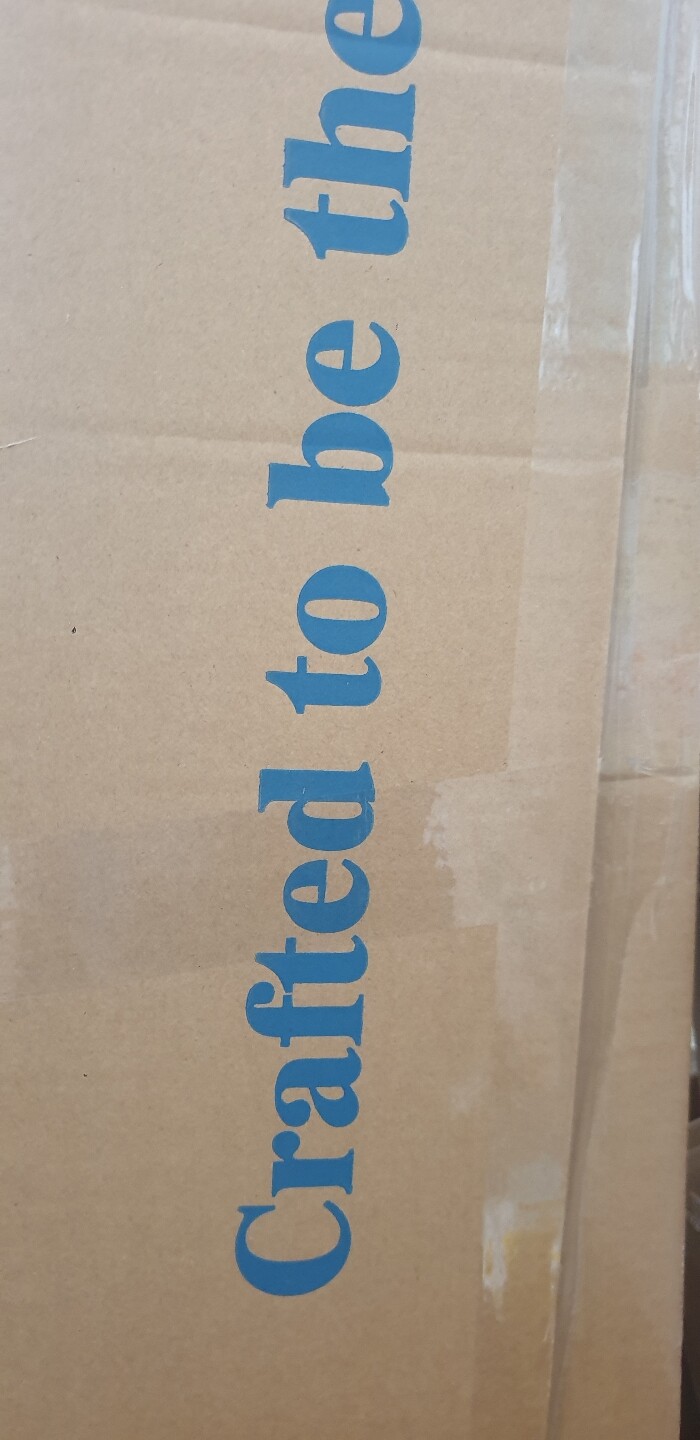 Crafted to be the